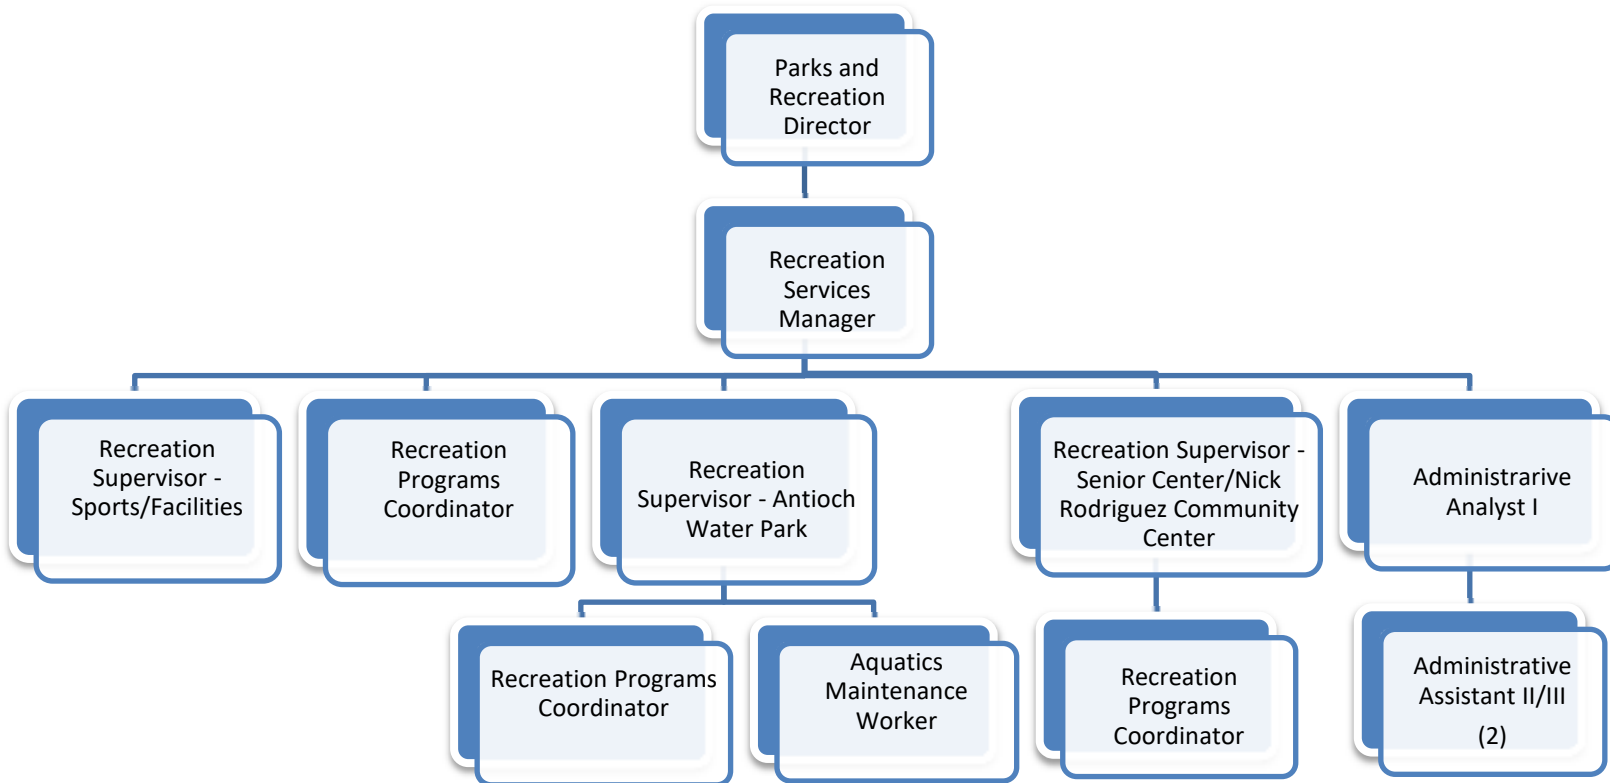 Parks and
Recreation
Director
Recreation
Services
Manager
Recreation
Supervisor -
Sports/Facilities
Recreation
Programs
Coordinator
Recreation
Supervisor - Antioch
Water Park
Recreation Supervisor -
Senior Center/Nick
Rodriguez Community
Center
Administrarive
Analyst I
Recreation Programs
Coordinator
Aquatics
Maintenance
Worker
Recreation
Programs
Coordinator
Administrative
Assistant II/III
(2)